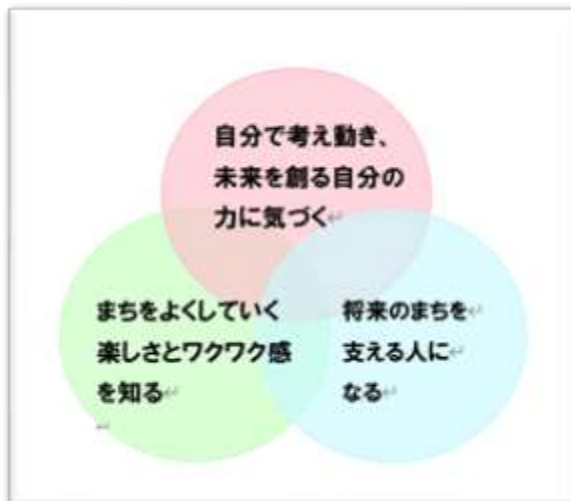 自分で考え動き、
未来を創る自分の
力に気づく
まちをよくしていく
楽しさとワクワク感
を知る
将来のまちを
支える人に
なる